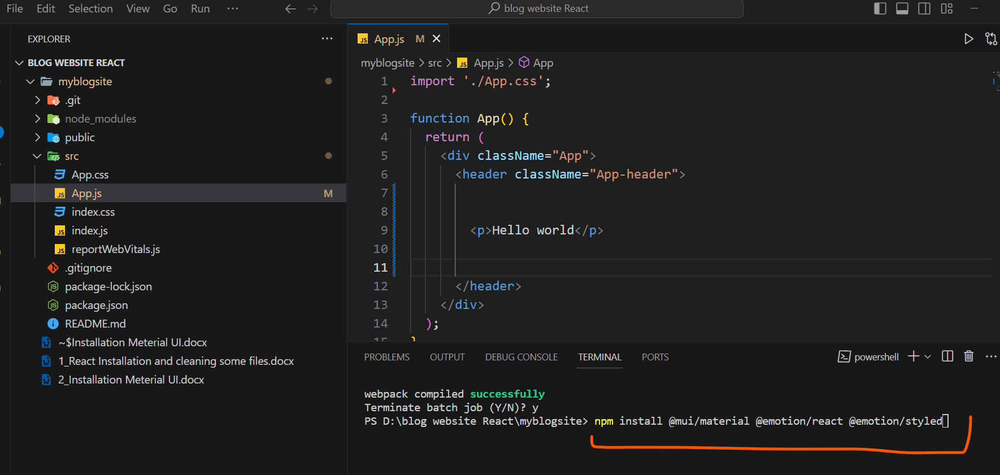 File Edit Selection View Go Run ···
blog website React
EXPLORER ···
BLOG WEBSITE REACT
myblogsite
.git
node_modules
public
src
App.css
App.js M
index.css
index.js
reportWebVitals.js
.gitignore
package-lock.json
package.json
README.md
~$Installation Meterial UI.docx
1_React Installation and cleaning some files.docx
2_Installation Meterial UI.docx
App.js M
myblogsite > src > App.js > App
1 import './App.css';
2
3 function App() {
4 return (
5 <div className="App">
6 <header className="App-header">
7
8
9 <p>Hello world</p>
10
11
12 </header>
13 </div>
14 );
15 }
PROBLEMS OUTPUT DEBUG CONSOLE TERMINAL PORTS
powershell
webpack compiled successfully
Terminate batch job (Y/N)? y
PS D:\blog website React\myblogsite> npm install @mui/material @emotion/react @emotion/styled